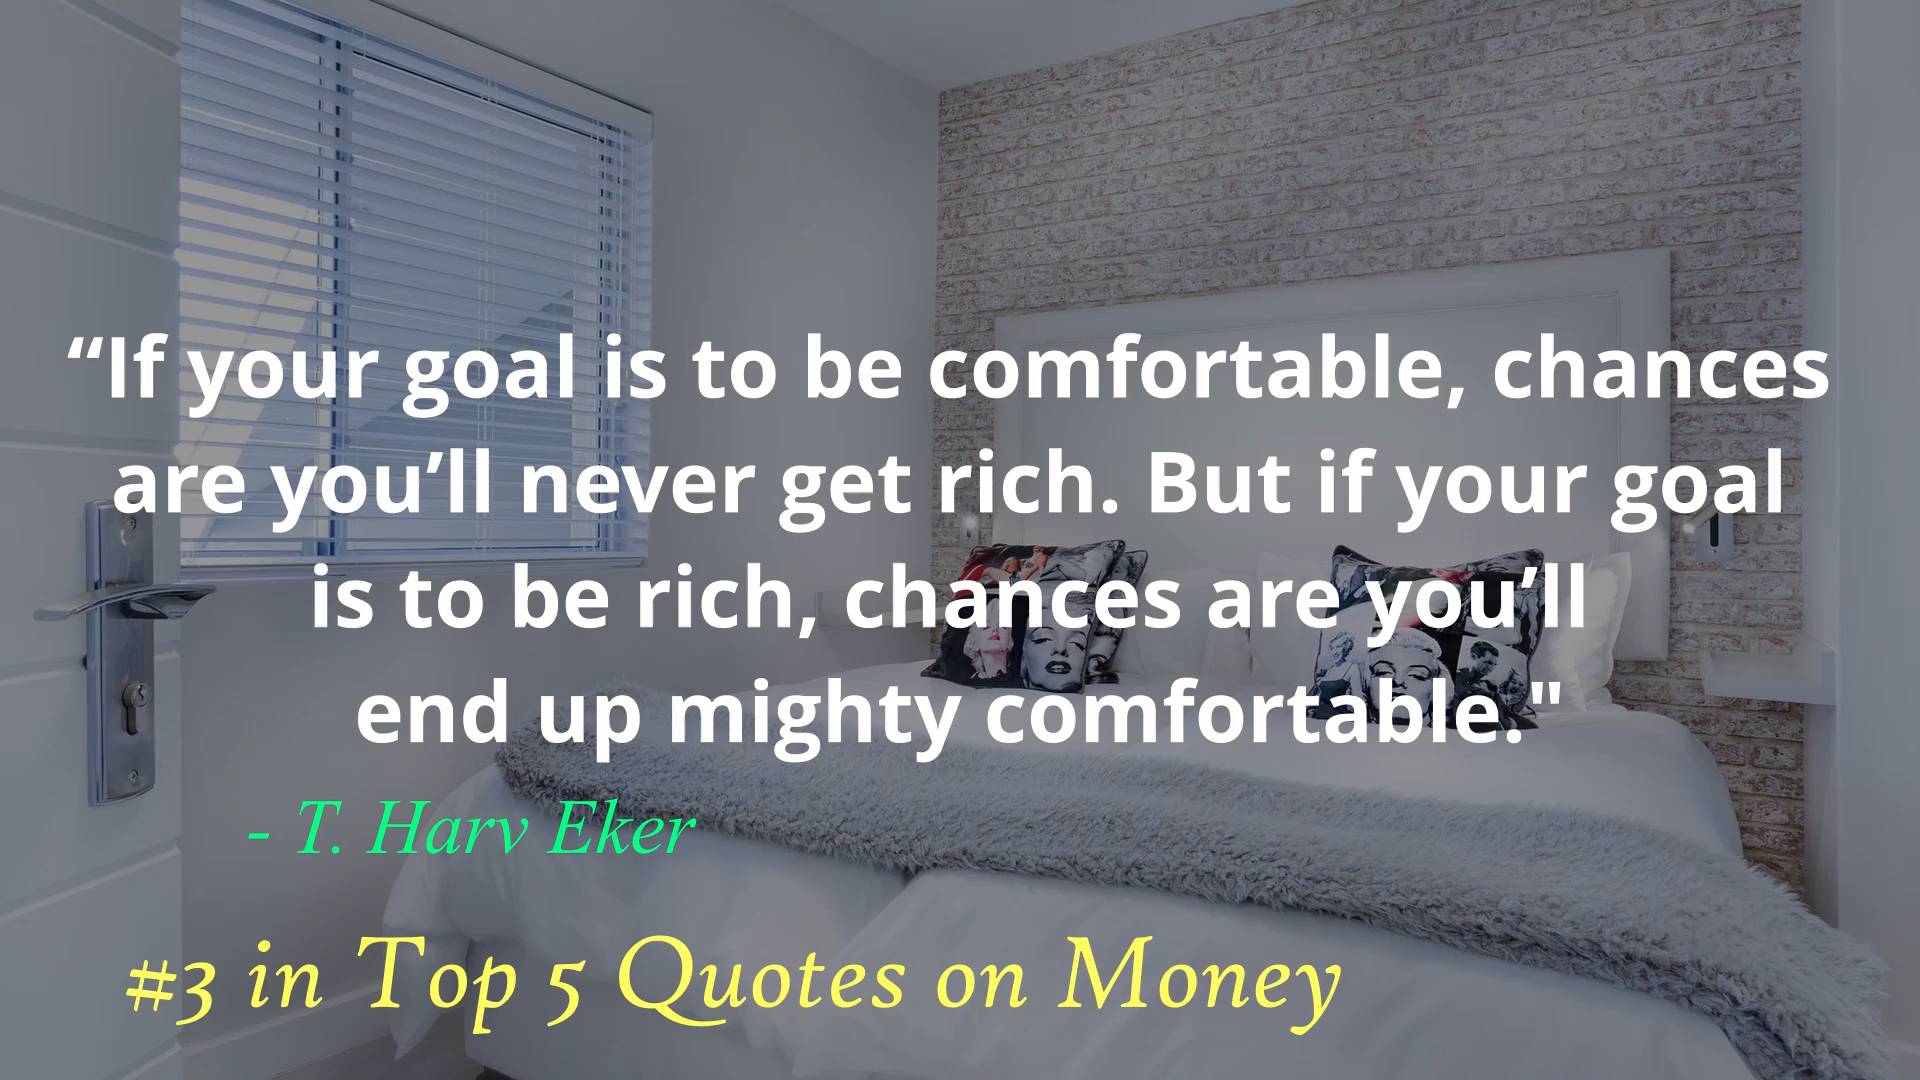 “If your goal is to be comfortable, chances
are you’ll never get rich. But if your goal
is to be rich, chances are you’ll
end up mighty comfortable."
- T. Harv Eker
#3 in Top 5 Quotes on Money